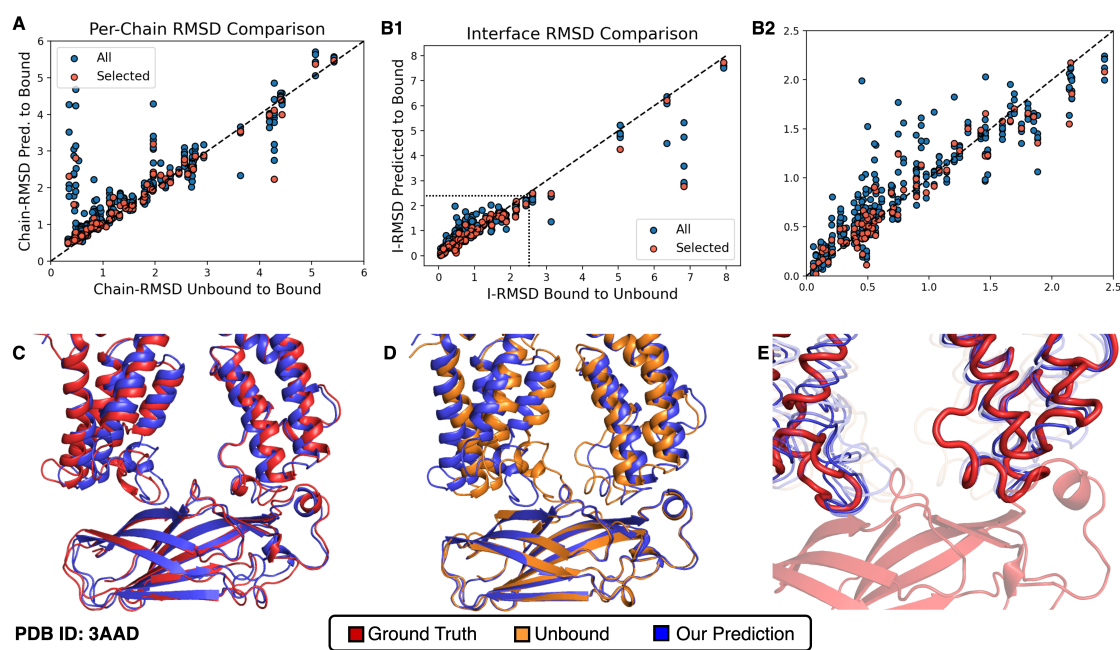 A
Per-Chain RMSD Comparison
All
Selected
Chain-RMSD Pred. to Bound
6
5
4
3
2
1
0
0 1 2 3 4 5 6
Chain-RMSD Unbound to Bound
B1
Interface RMSD Comparison
I-RMSD Predicted to Bound
8
7
6
5
4
3
2
1
0
All
Selected
0 1 2 3 4 5 6 7 8
I-RMSD Bound to Unbound
B2
2.5
2.0
1.5
1.0
0.5
0.0
0.0 0.5 1.0 1.5 2.0 2.5
C
D
E
PDB ID: 3AAD
Ground Truth Unbound Our Prediction